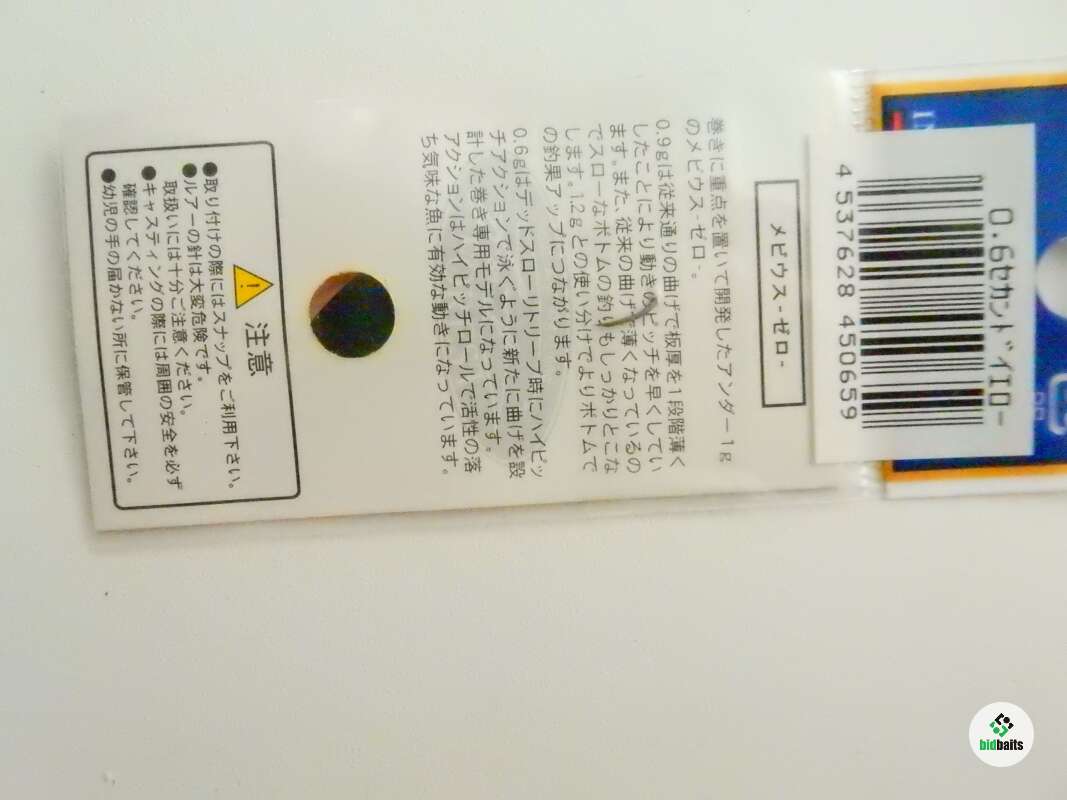 0.6セカンドイエロー
4 537628 450659
メビウス-ゼロ-
巻きに重点を置いて開発したアンダー1g
のメビウス-ゼロ-。
0.9gは従来通りの曲げで板厚を1段階薄く
したことにより動きのピッチを早くしてい
ます。また、従来の曲げで薄くなっているの
でスローなボトムの釣りもしっかりとこな
します。1.2gとの使い分けでよりボトムで
の釣果アップにつながります。
0.6gはデッドスローリトリーブ時にハイピッ
チアクションで泳ぐように新たに曲げを設
計した巻き専用モデルになっています。
アクションはハイピッチロールで活性の落
ち気味な魚に有効な動きになっています。
注意
●取り付けの際にはスナップをご利用下さい。
●ルアーの針は大変危険です。
取扱いには十分ご注意ください。
●キャスティングの際には周囲の安全を必ず
確認してください。
●幼児の手の届かない所に保管して下さい。
bidbaits